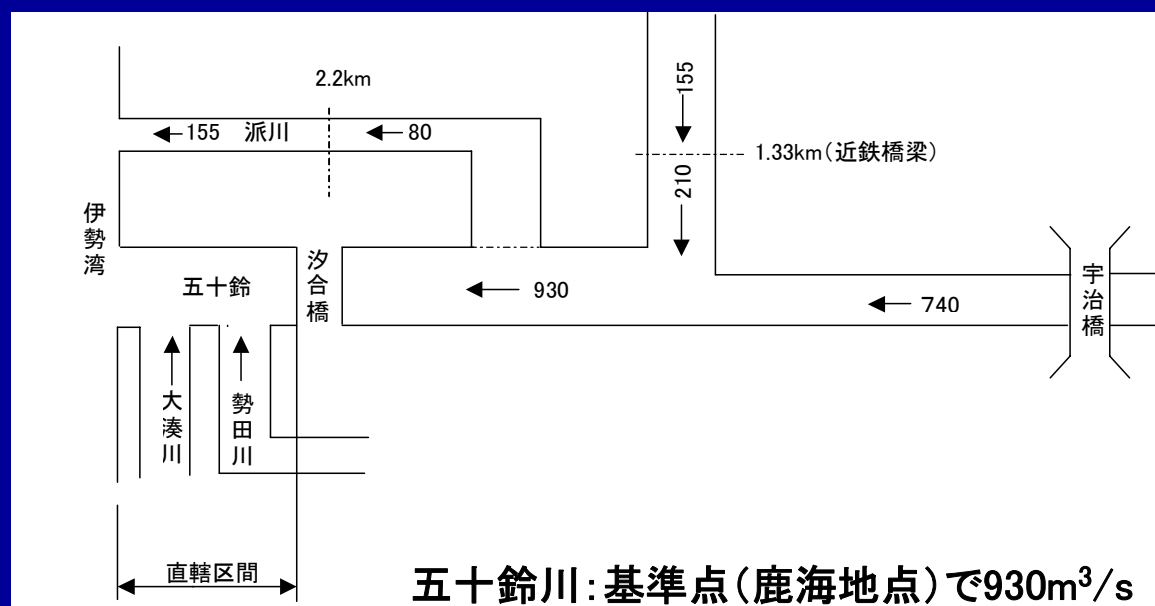 2.2km
155
←155 派川 ←80
1.33km(近鉄橋梁)
210
伊勢湾
汐合橋
五十鈴
←930
宇治橋
←740
大湊川
勢田川
直轄区間
五十鈴川:基準点(鹿海地点)で930m³/s